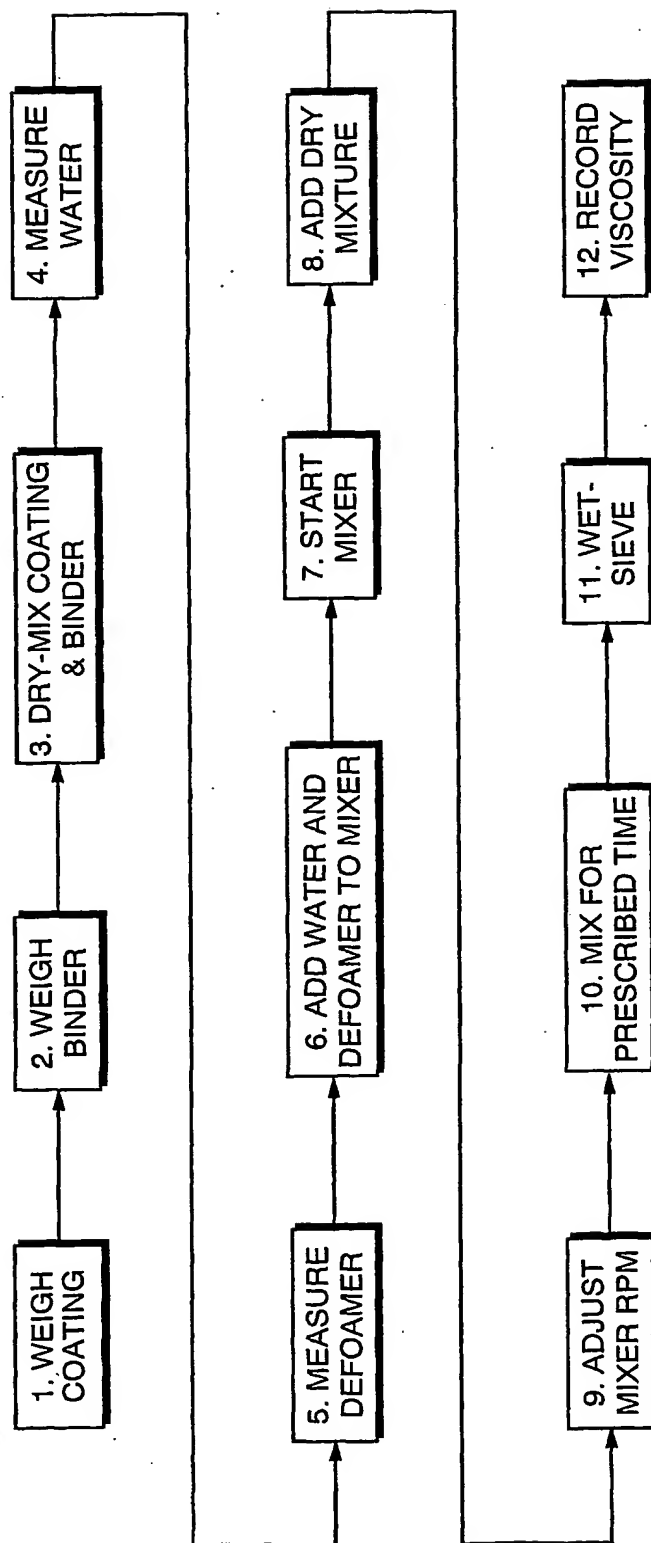 1. WEIGH
COATING
2. WEIGH
BINDER
3. DRY-MIX COATING
& BINDER
4. MEASURE
WATER
5. MEASURE
DEFOAMER
6. ADD WATER AND
DEFOAMER TO MIXER
7. START
MIXER
8. ADD DRY
MIXTURE
9. ADJUST
MIXER RPM
10. MIX FOR
PRESCRIBED TIME
11. WET-
SIEVE
12. RECORD
VISCOSITY